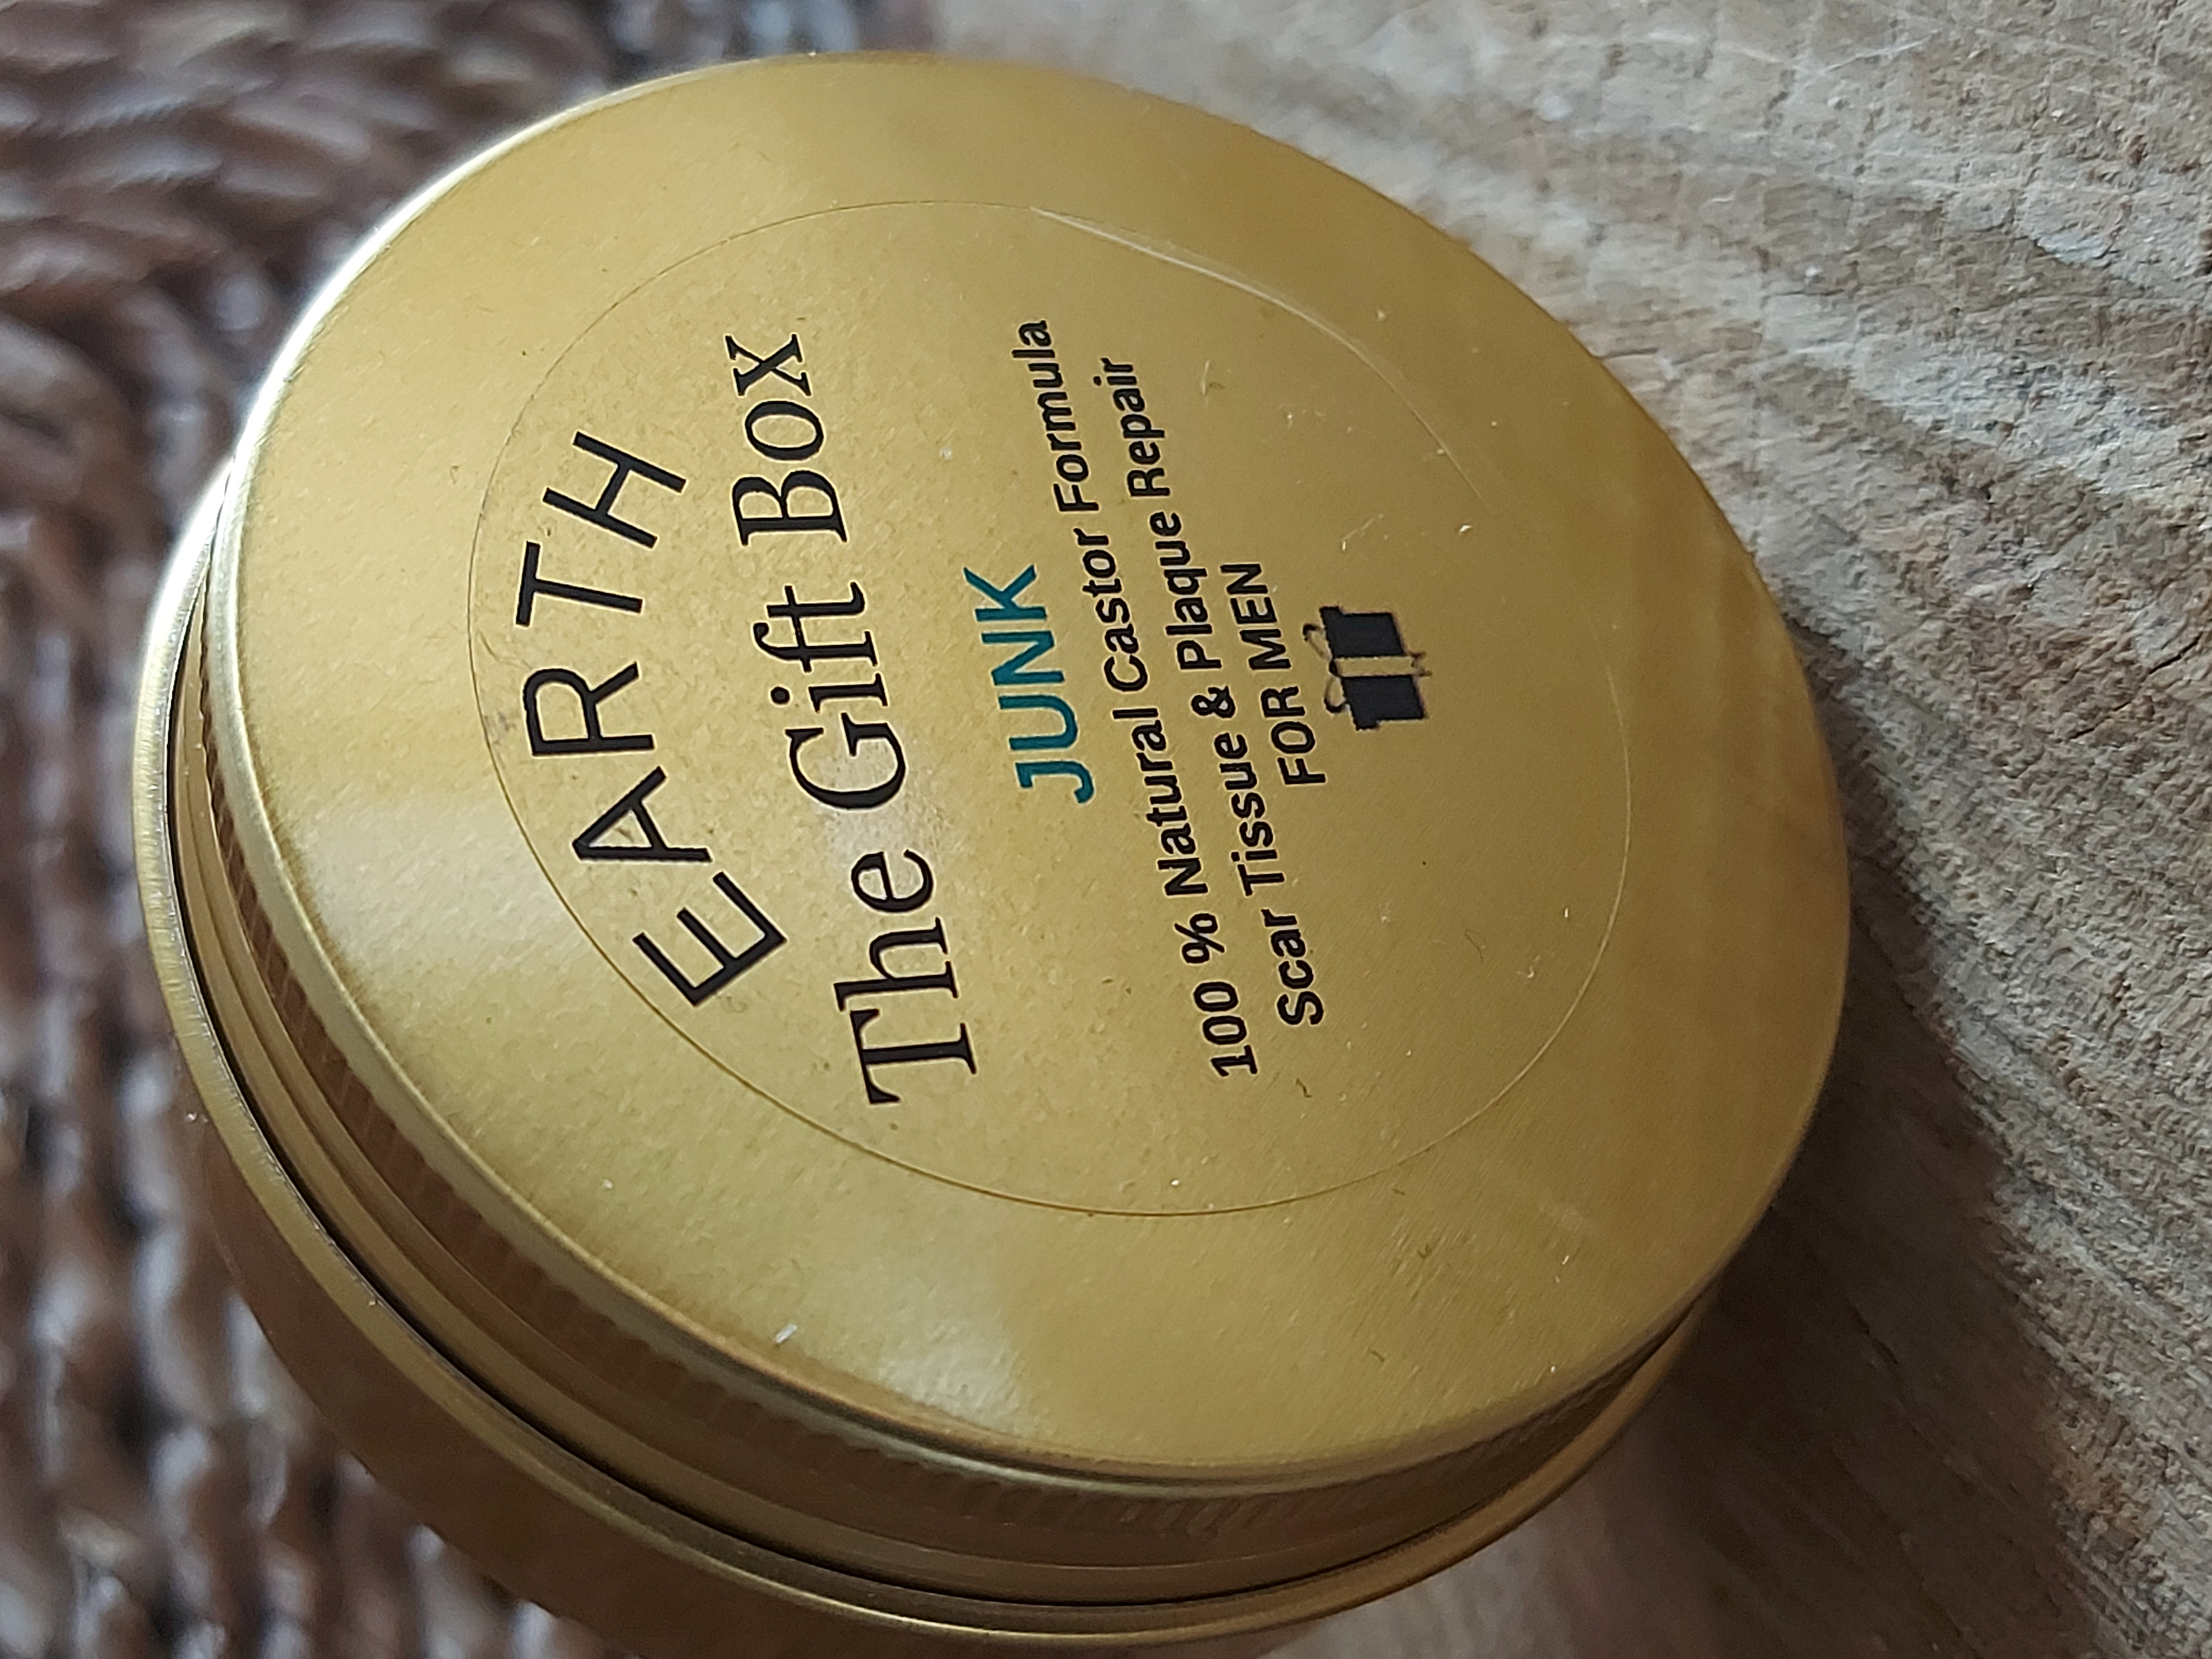 EARTH
The Gift Box
JUNK
100 % Natural Castor Formula
Scar Tissue & Plaque Repair
FOR MEN